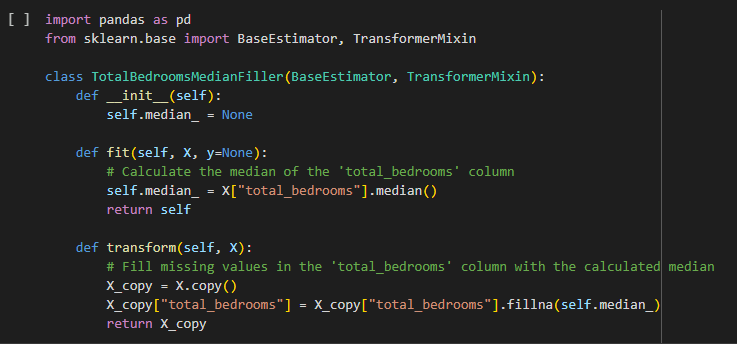 [ ] import pandas as pd
from sklearn.base import BaseEstimator, TransformerMixin

class TotalBedroomsMedianFiller(BaseEstimator, TransformerMixin):
    def __init__(self):
        self.median_ = None

    def fit(self, X, y=None):
        # Calculate the median of the 'total_bedrooms' column
        self.median_ = X["total_bedrooms"].median()
        return self

    def transform(self, X):
        # Fill missing values in the 'total_bedrooms' column with the calculated median
        X_copy = X.copy()
        X_copy["total_bedrooms"] = X_copy["total_bedrooms"].fillna(self.median_)
        return X_copy